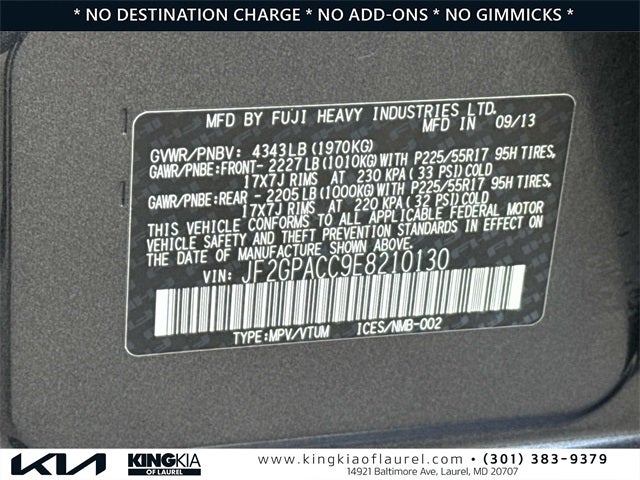 * NO DESTINATION CHARGE * NO ADD-ONS * NO GIMMICKS *
MFD BY FUJI HEAVY INDUSTRIES LTD.
MFD IN 09/13
GVWR/PNBV: 4343LB (1970KG)
GAWR/PNBE:FRONT- 2227LB (1010KG) WITH P225/55R17 95H TIRES,
17X7J RIMS AT 230 KPA ( 33 PSI) COLD
GAWR/PNBE:REAR - 2205LB (1000KG) WITH P225/55R17 95H TIRES,
17X7J RIMS AT 220 KPA ( 32 PSI) COLD
THIS VEHICLE CONFORMS TO ALL APPLICABLE FEDERAL MOTOR
VEHICLE SAFETY AND THEFT PREVENTION STANDARDS IN EFFECT ON
THE DATE OF MANUFACTURE SHOWN ABOVE.
VIN: JF2GPACC9E8210130
TYPE:MPV/VTUM ICES/NMB-002
KIA KING KIA OF LAUREL
www.kingkiaoflaurel.com • (301) 383-9379
14921 Baltimore Ave, Laurel, MD 20707